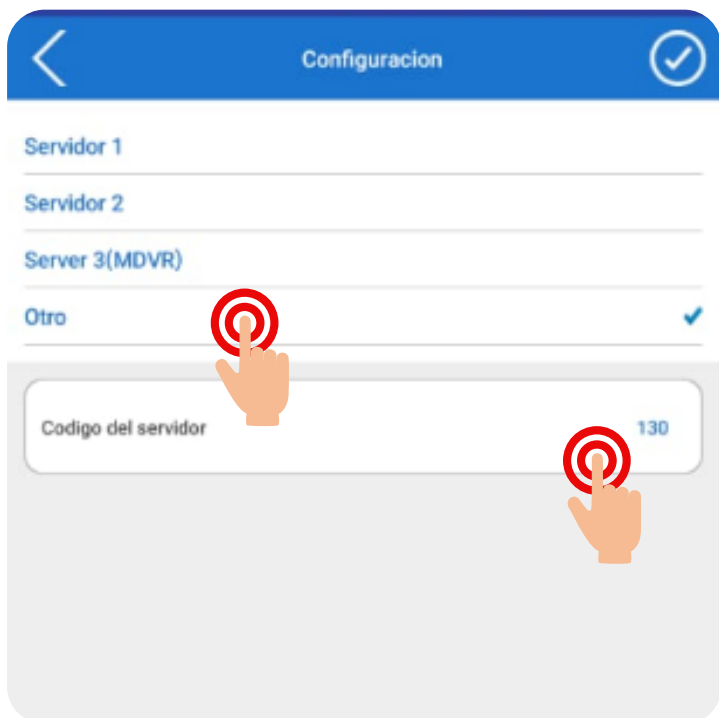 Configuracion
Servidor 1
Servidor 2
Server 3(MDVR)
Otro
Codigo del servidor 130